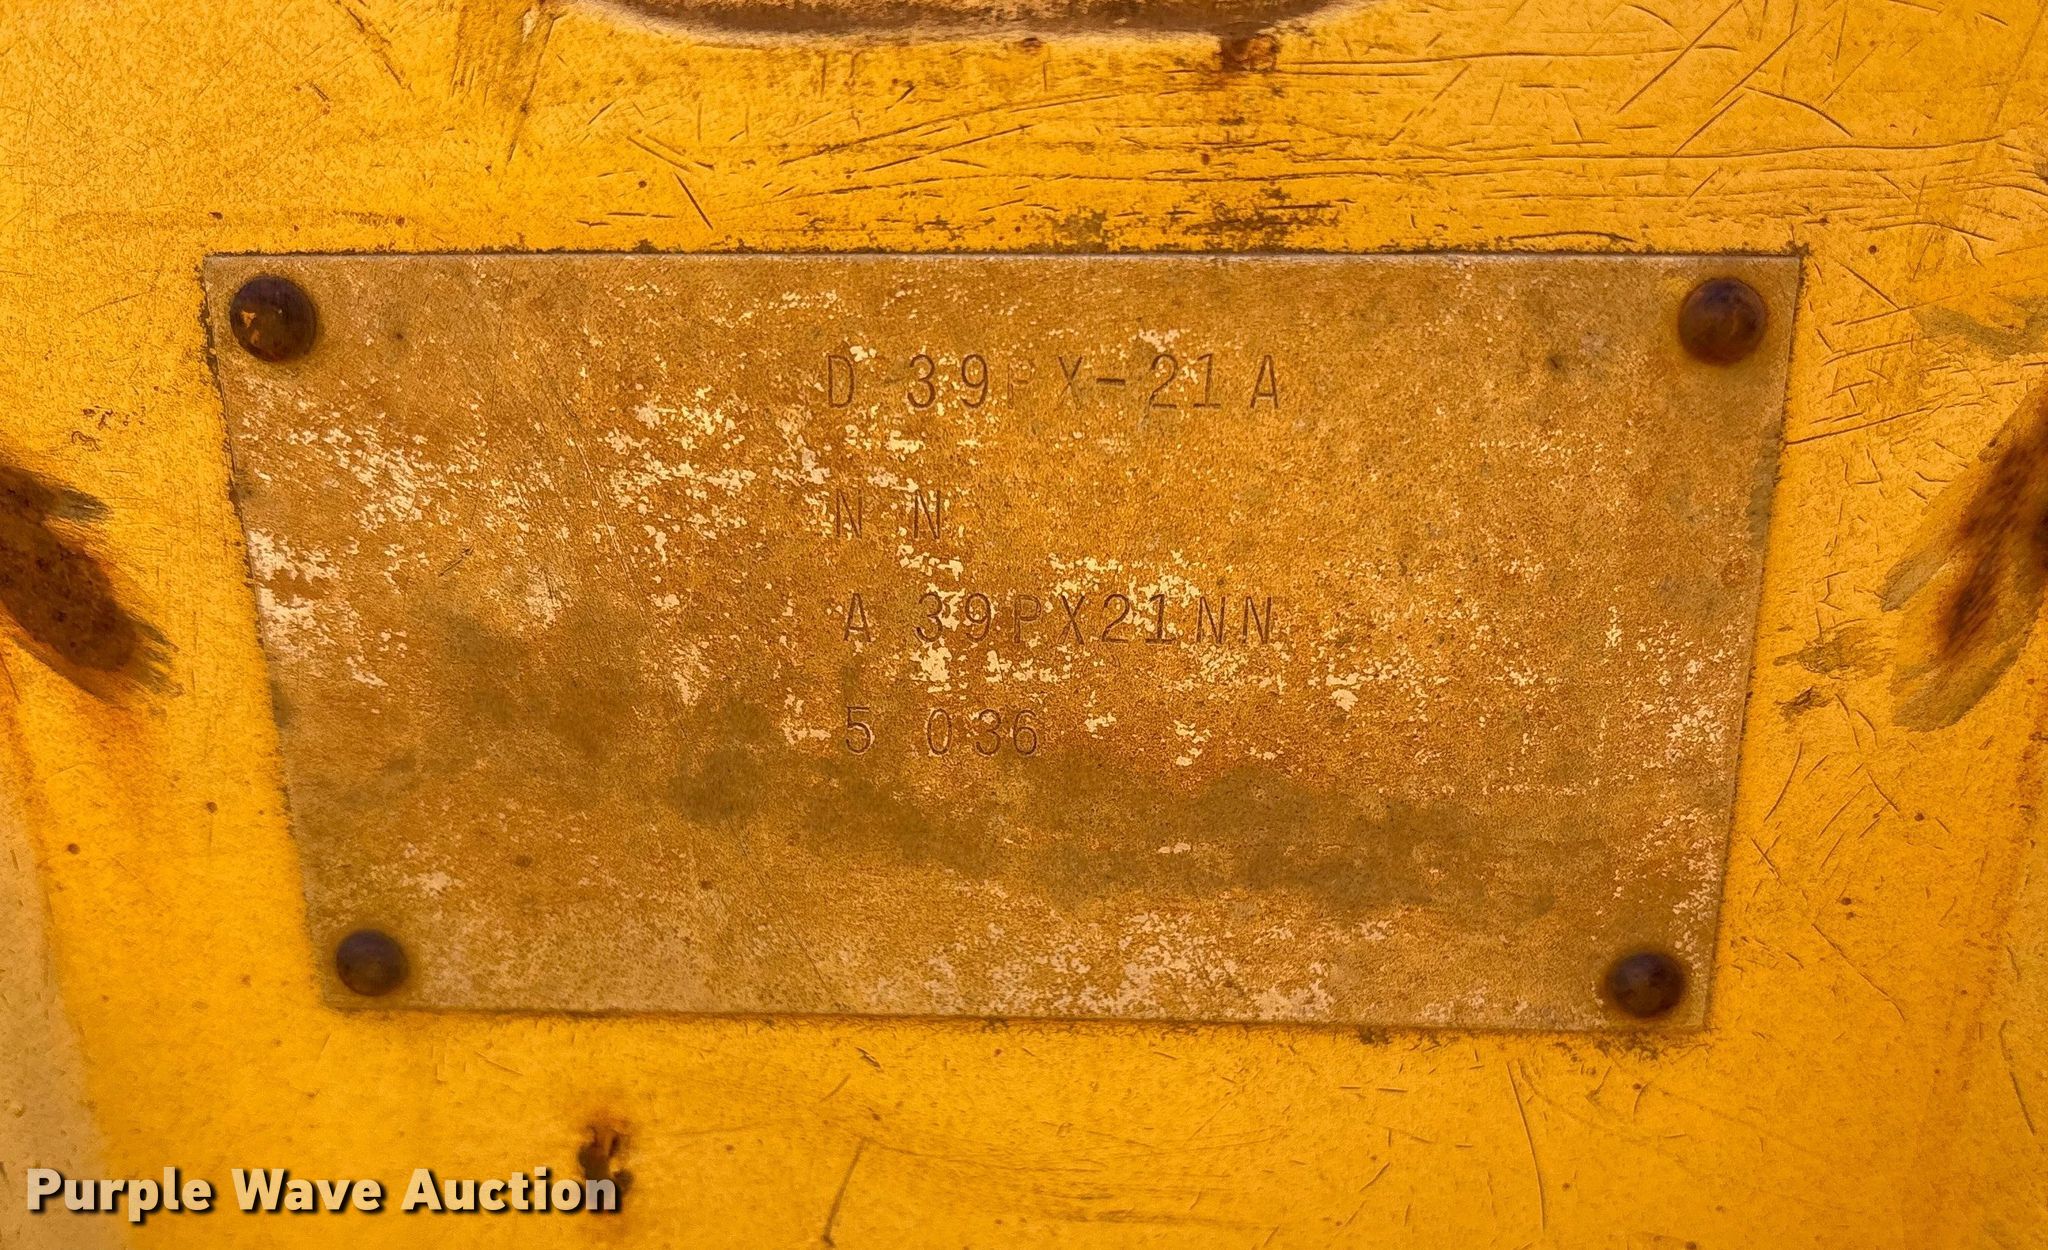 D 39PX-21A
N N
A 39PX21NN
5 036
Purple Wave Auction